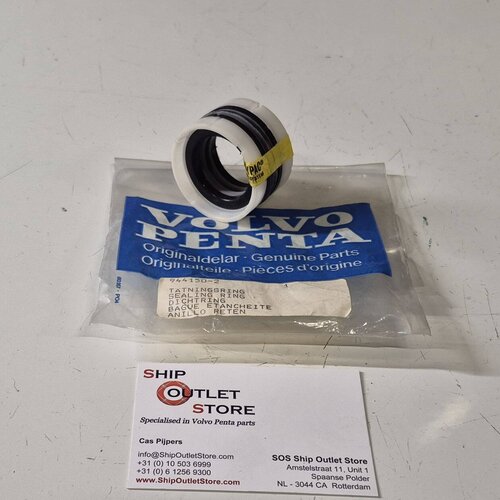 PAC
SYSTEM
VOLVO
PENTA
Originaldelar · Genuine Parts
Originalteile · Pièces d'origine
944150-2
TÄTNINGSRING
SEALING RING
DICHTRING
BAGUE ETANCHEITE
ANILLO RETEN
SHIP
OUTLET
STORE
Specialised in Volvo Penta parts
Cas Pijpers
info@ShipOutletStore.com
+31 (0) 10 503 6999
+31 (0) 6 1256 9300
www.ShipOutletStore.com
SOS Ship Outlet Store
Amstelstraat 11, Unit 1
Spaanse Polder
NL - 3044 CA Rotterdam